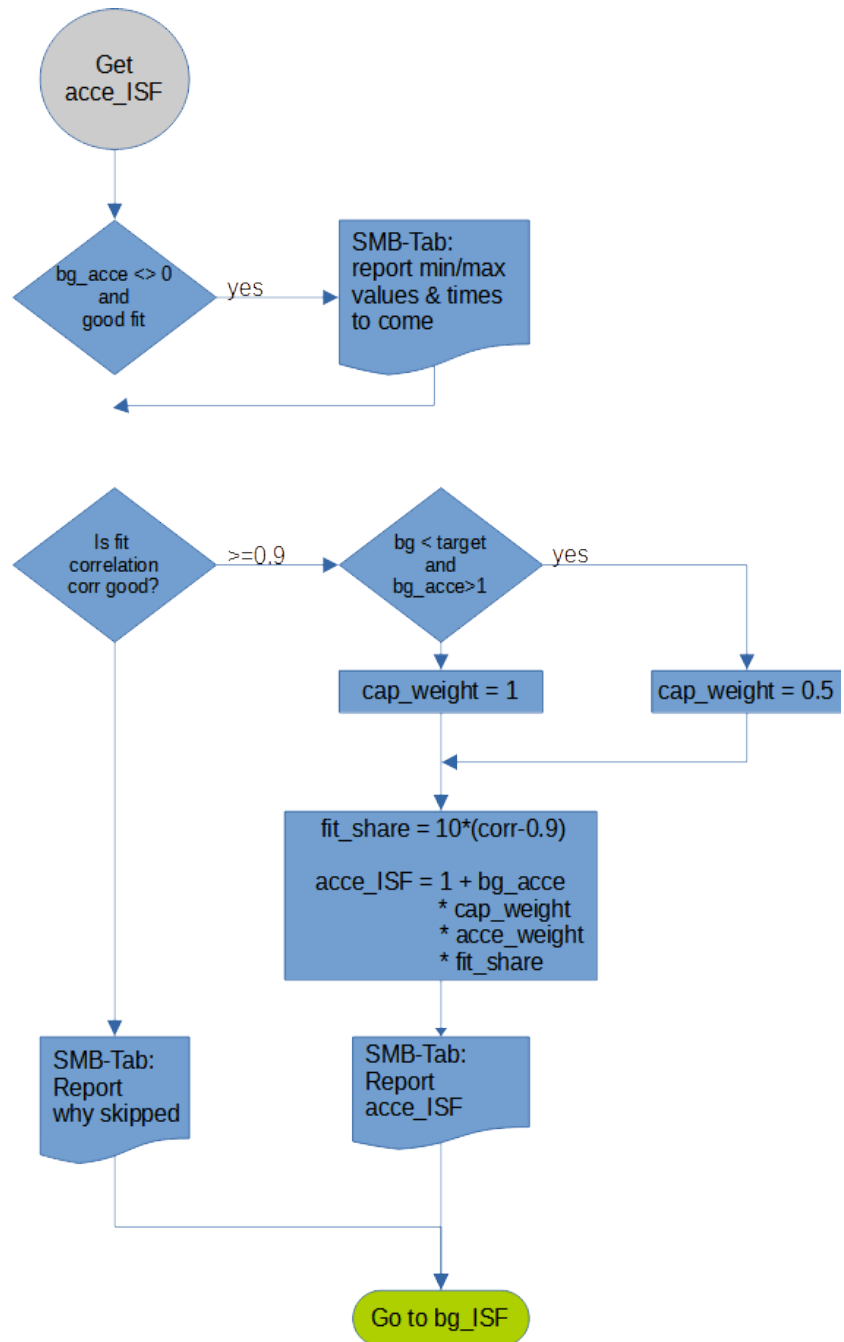 Get
acce_ISF
bg_acce <> 0
and
good fit
yes
SMB-Tab:
report min/max
values & times
to come
Is fit
correlation
corr good?
>=0.9
bg < target
and
bg_acce>1
yes
cap_weight = 1
cap_weight = 0.5
fit_share = 10*(corr-0.9)
acce_ISF = 1 + bg_acce
* cap_weight
* acce_weight
* fit_share
SMB-Tab:
Report
why skipped
SMB-Tab:
Report
acce_ISF
Go to bg_ISF